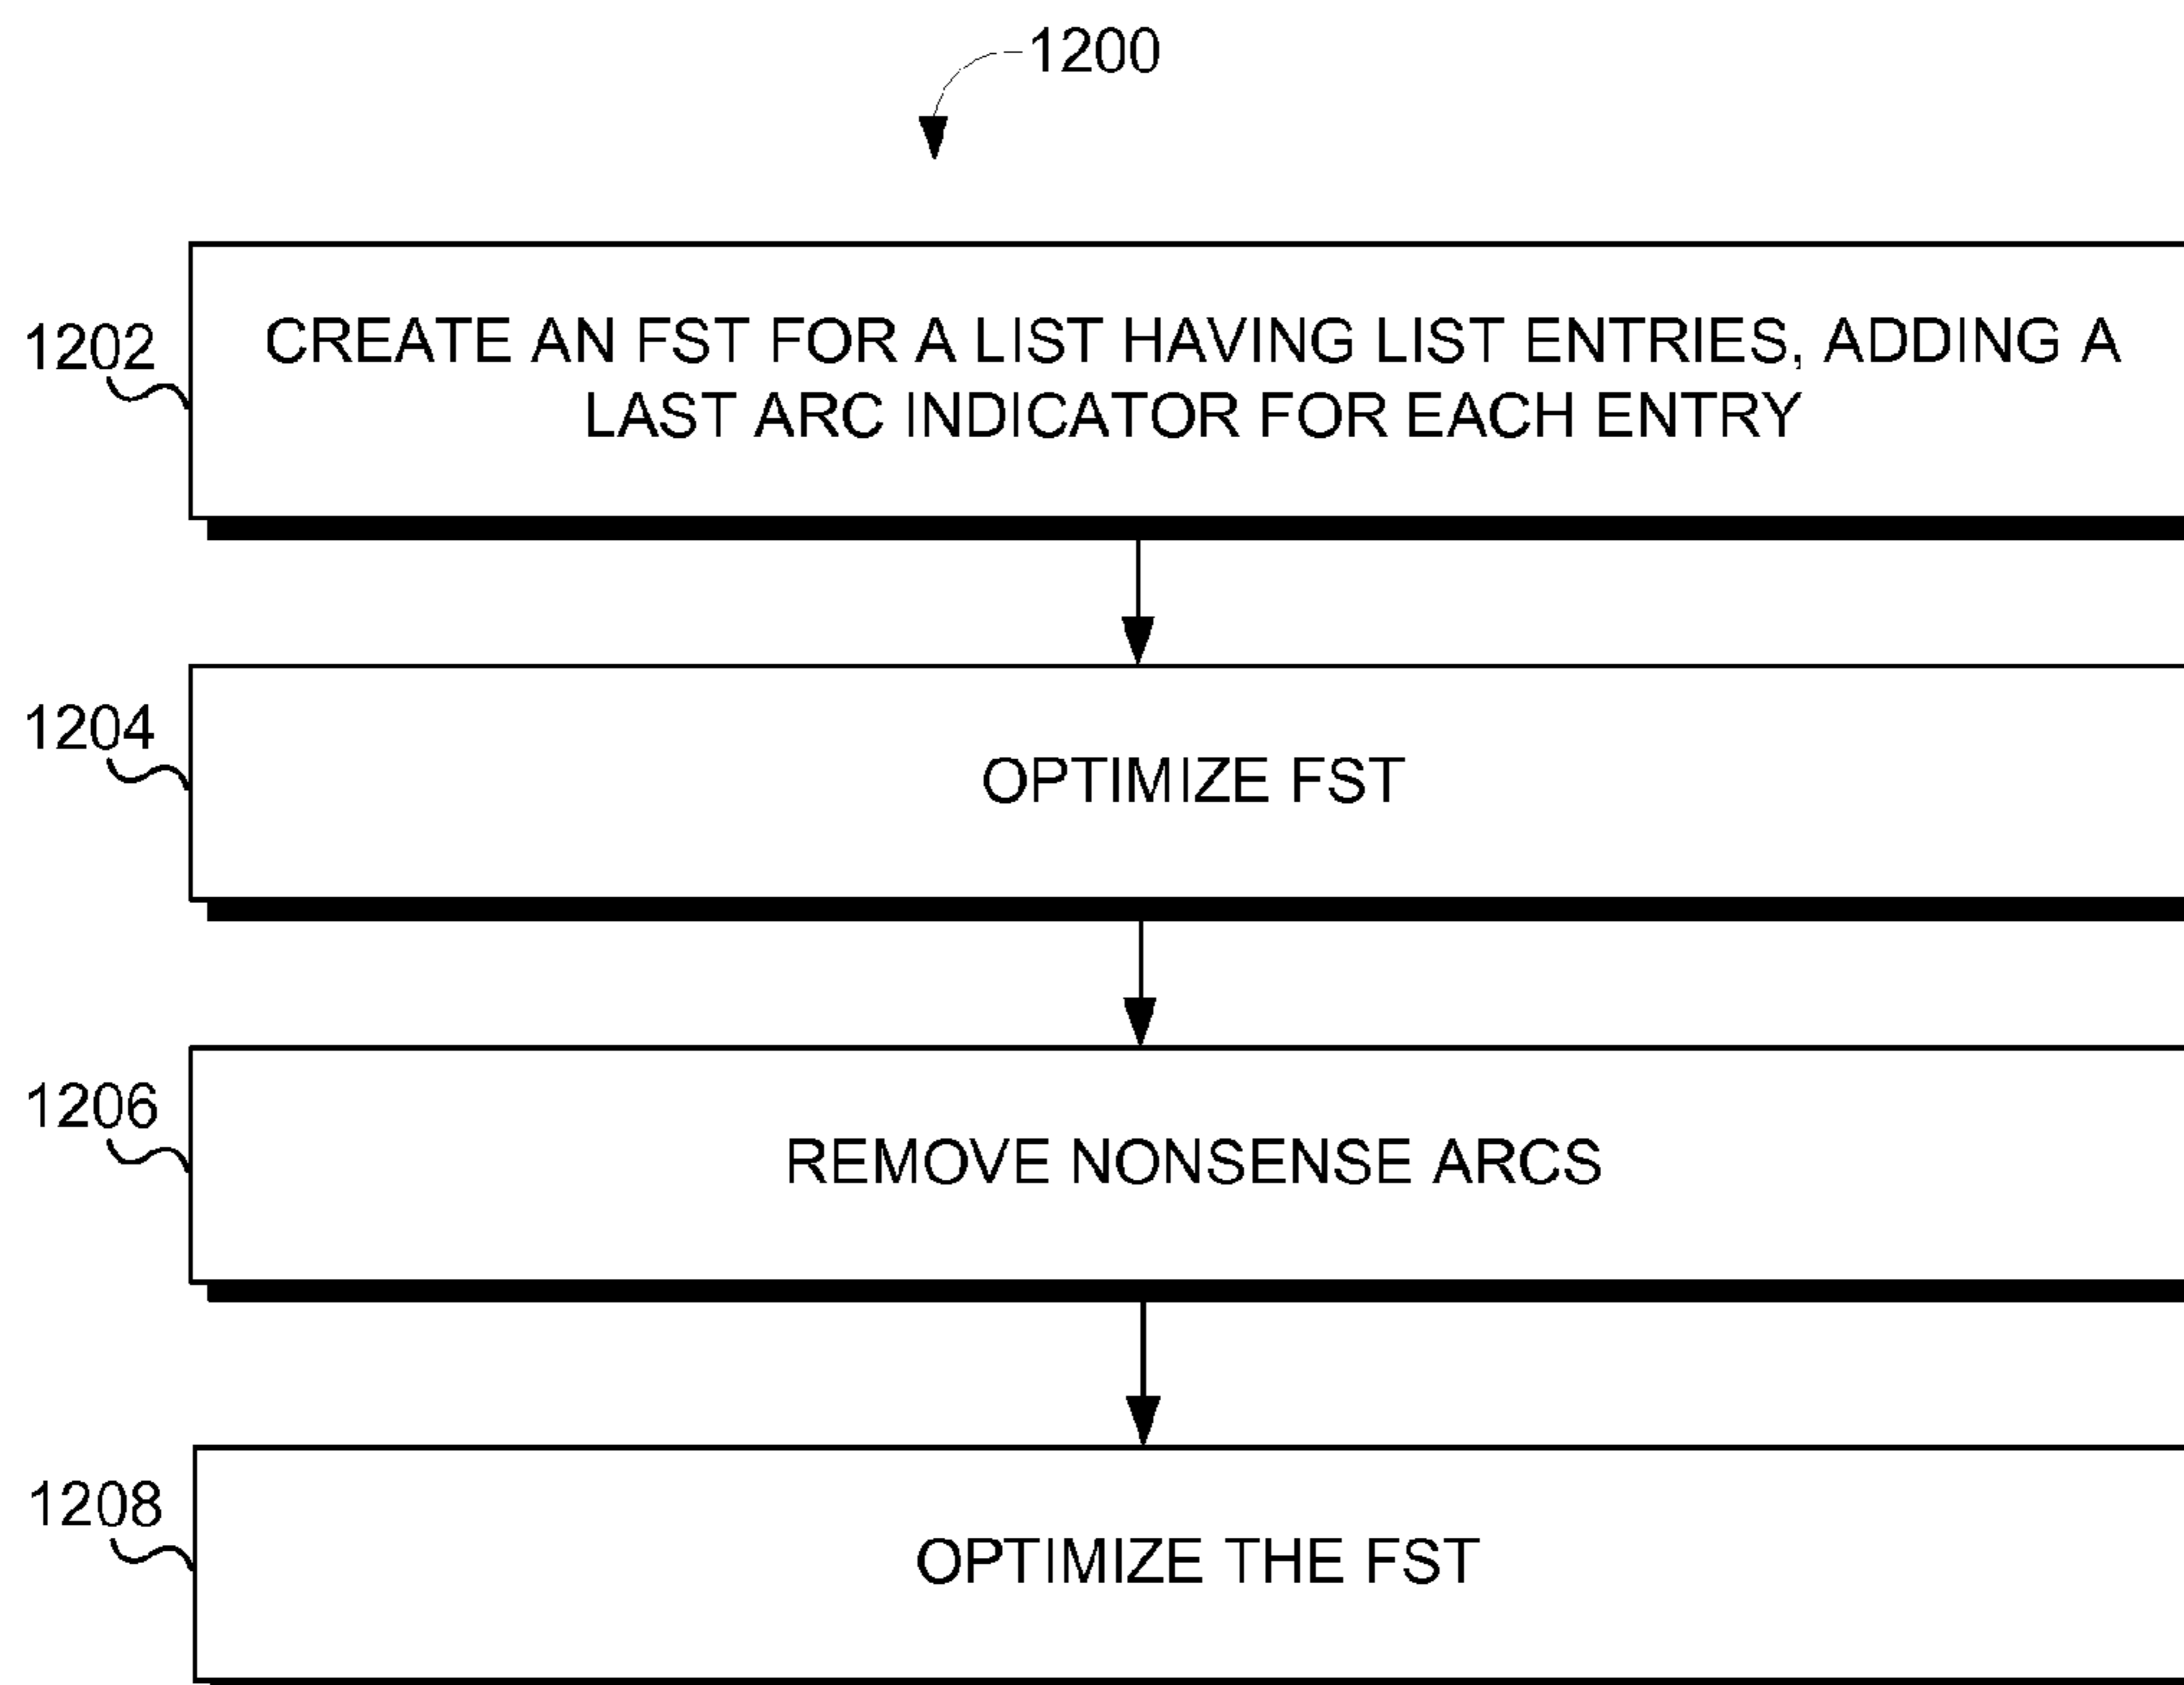 1200
1202
CREATE AN FST FOR A LIST HAVING LIST ENTRIES, ADDING A
LAST ARC INDICATOR FOR EACH ENTRY
1204
OPTIMIZE FST
1206
REMOVE NONSENSE ARCS
1208
OPTIMIZE THE FST